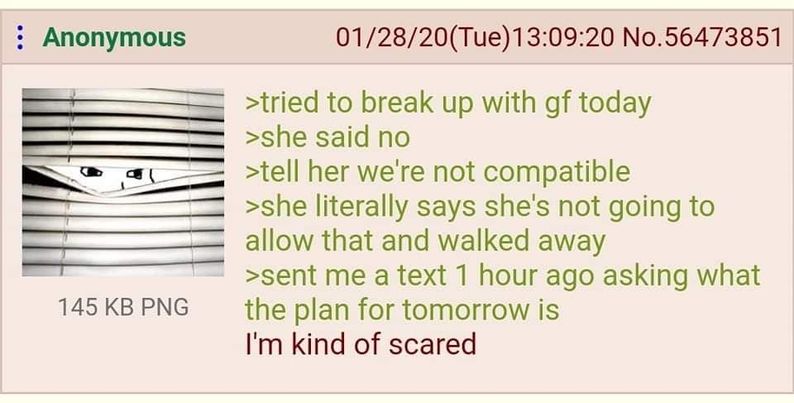 Anonymous 01/28/20(Tue)13:09:20 No.56473851
>tried to break up with gf today
>she said no
>tell her we're not compatible
>she literally says she's not going to
allow that and walked away
>sent me a text 1 hour ago asking what
the plan for tomorrow is
I'm kind of scared
145 KB PNG